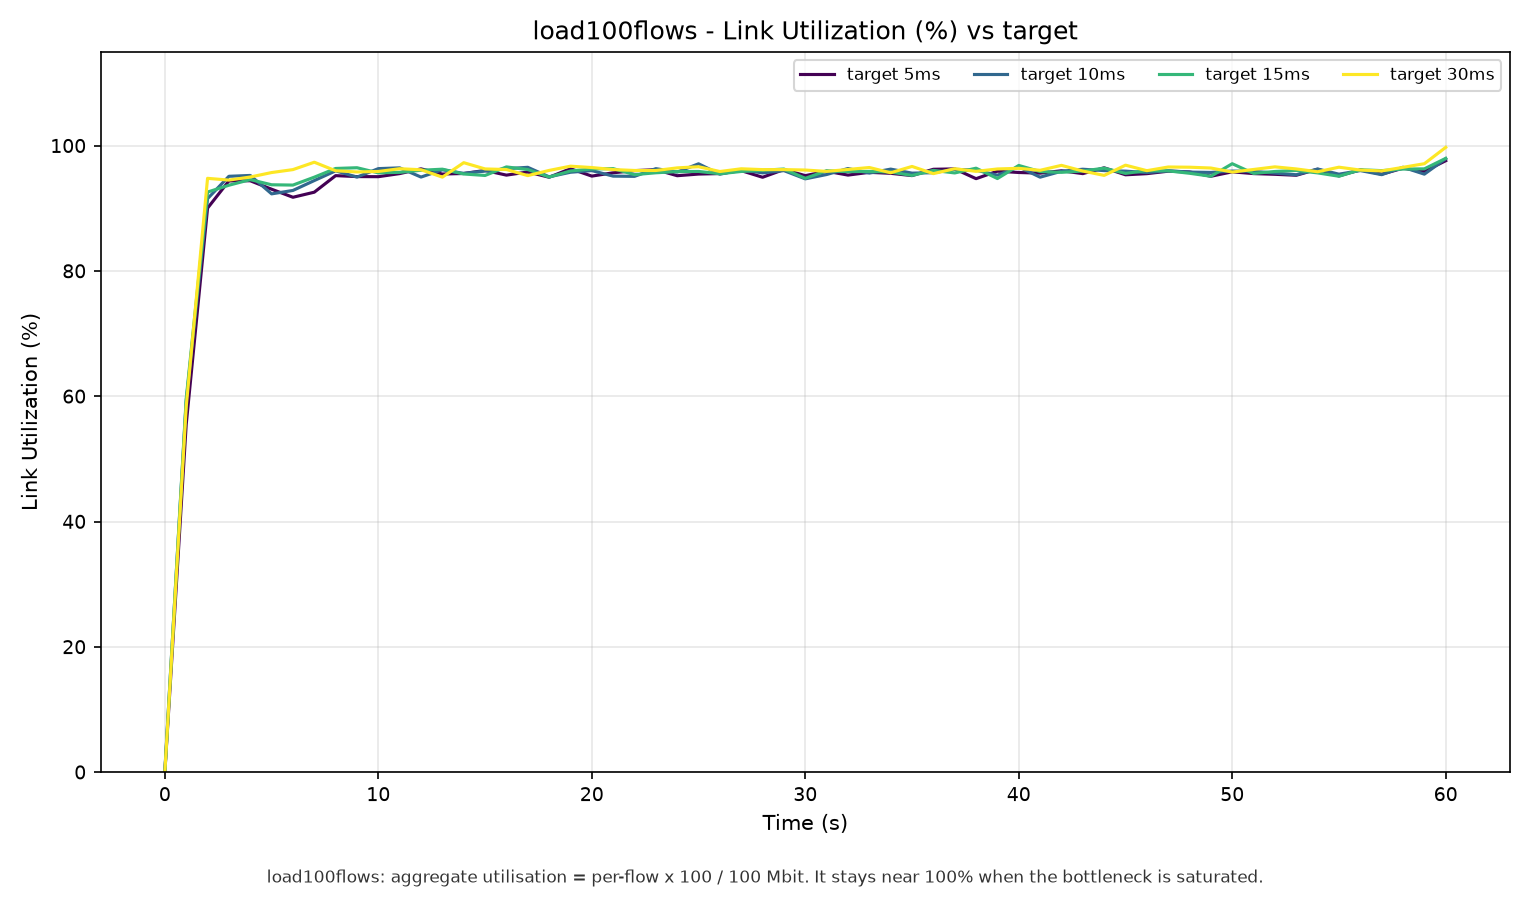 load100flows - Link Utilization (%) vs target
target 5ms
target 10ms
target 15ms
target 30ms
Link Utilization (%)
100
80
60
40
20
0
0
10
20
30
40
50
60
Time (s)
load100flows: aggregate utilisation = per-flow x 100 / 100 Mbit. It stays near 100% when the bottleneck is saturated.